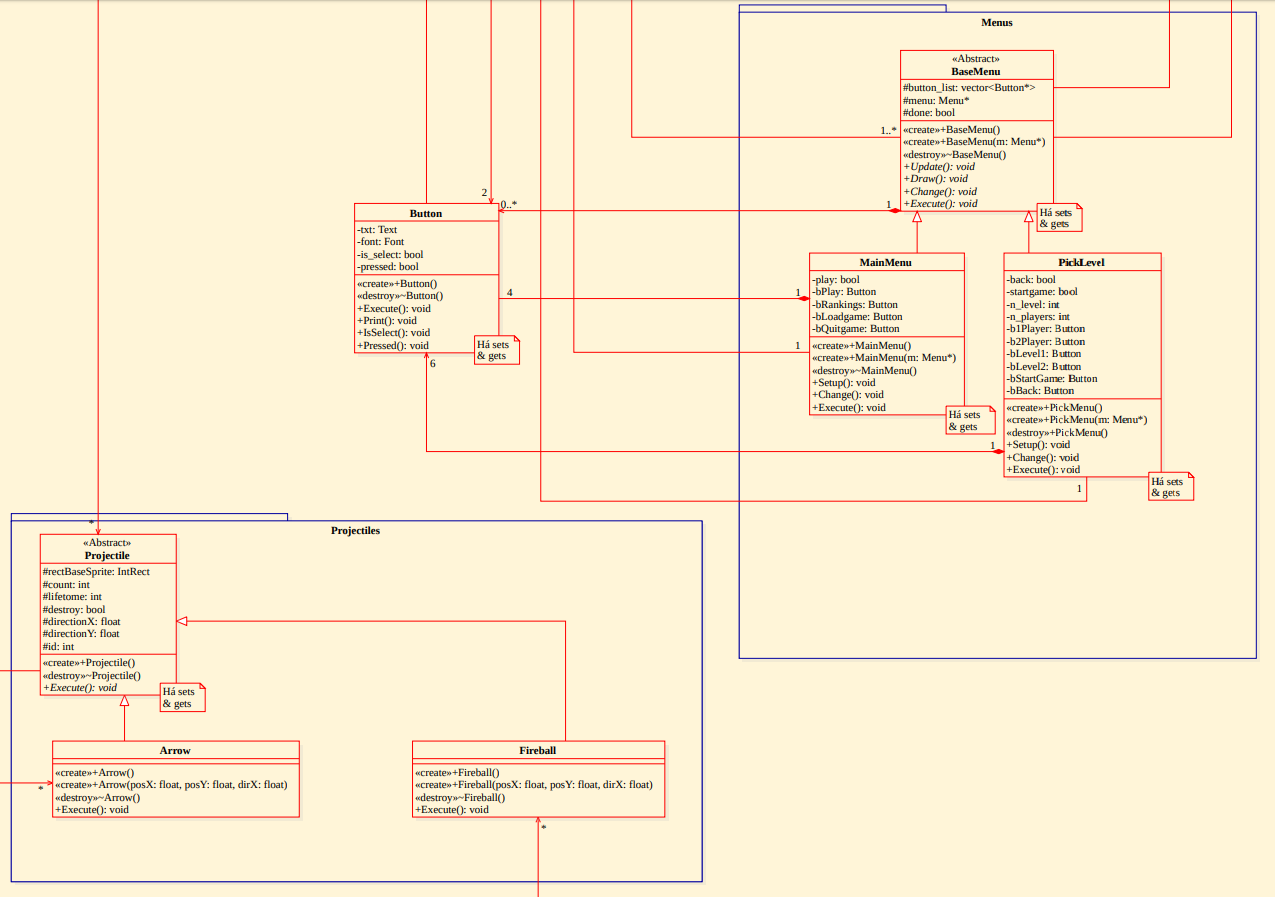 Menus
«Abstract»
BaseMenu
#button_list: vector<Button*>
#menu: Menu*
#done: bool
«create»+BaseMenu()
«create»+BaseMenu(m: Menu*)
«destroy»~BaseMenu()
+Update(): void
+Draw(): void
+Change(): void
+Execute(): void
1..*
1
Há sets
& gets
2
0..*
Button
-txt: Text
-font: Font
-is_select: bool
-pressed: bool
«create»+Button()
«destroy»~Button()
+Execute(): void
+Print(): void
+IsSelect(): void
+Pressed(): void
Há sets
& gets
4
6
1
1
MainMenu
-play: bool
-bPlay: Button
-bRankings: Button
-bLoadgame: Button
-bQuitgame: Button
«create»+MainMenu()
«create»+MainMenu(m: Menu*)
«destroy»~MainMenu()
+Setup(): void
+Change(): void
+Execute(): void
Há sets
& gets
PickLevel
-back: bool
-startgame: bool
-n_level: int
-n_players: int
-b1Player: Button
-b2Player: Button
-bLevel1: Button
-bLevel2: Button
-bStartGame: Button
-bBack: Button
«create»+PickMenu()
«create»+PickMenu(m: Menu*)
«destroy»+PickMenu()
+Setup(): void
+Change(): void
+Execute(): void
1
1
Há sets
& gets
Projectiles
*
«Abstract»
Projectile
#rectBaseSprite: IntRect
#count: int
#lifetome: int
#destroy: bool
#directionX: float
#directionY: float
#id: int
«create»+Projectile()
«destroy»~Projectile()
+Execute(): void
Há sets
& gets
Arrow
«create»+Arrow()
«create»+Arrow(posX: float, posY: float, dirX: float)
«destroy»~Arrow()
+Execute(): void
*
Fireball
«create»+Fireball()
«create»+Fireball(posX: float, posY: float, dirX: float)
«destroy»~Fireball()
+Execute(): void
*